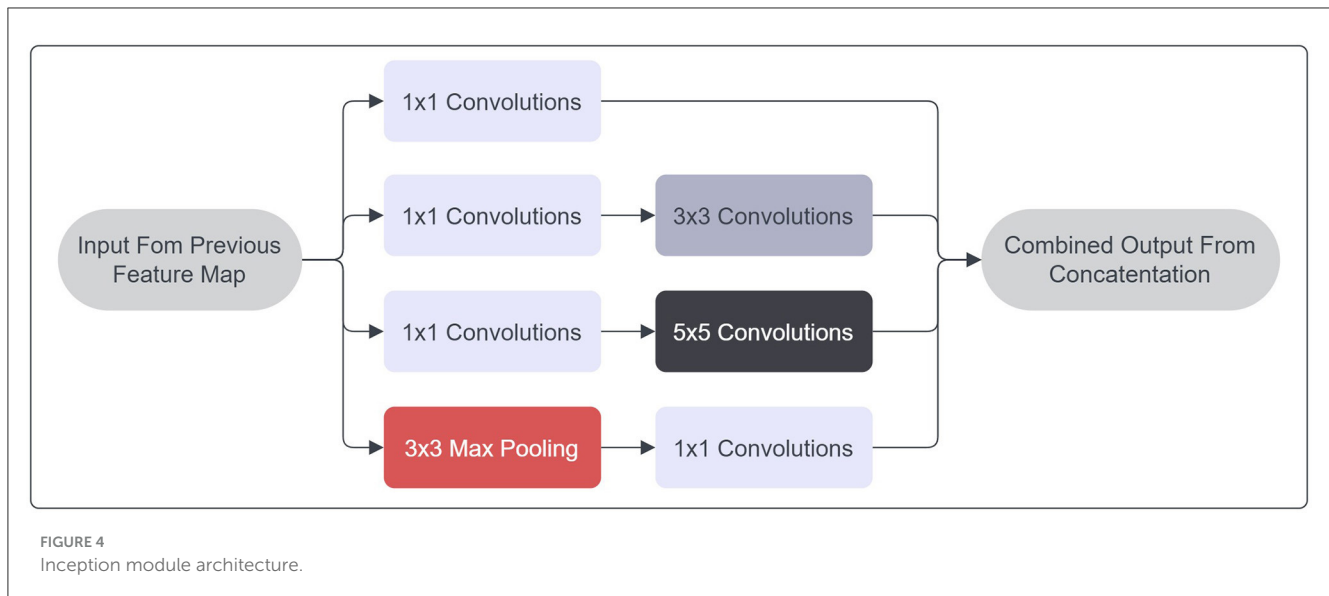 1x1 Convolutions
1x1 Convolutions
3x3 Convolutions
Input Fom Previous
Feature Map
Combined Output From
Concatentation
1x1 Convolutions
5x5 Convolutions
3x3 Max Pooling
1x1 Convolutions
FIGURE 4
Inception module architecture.